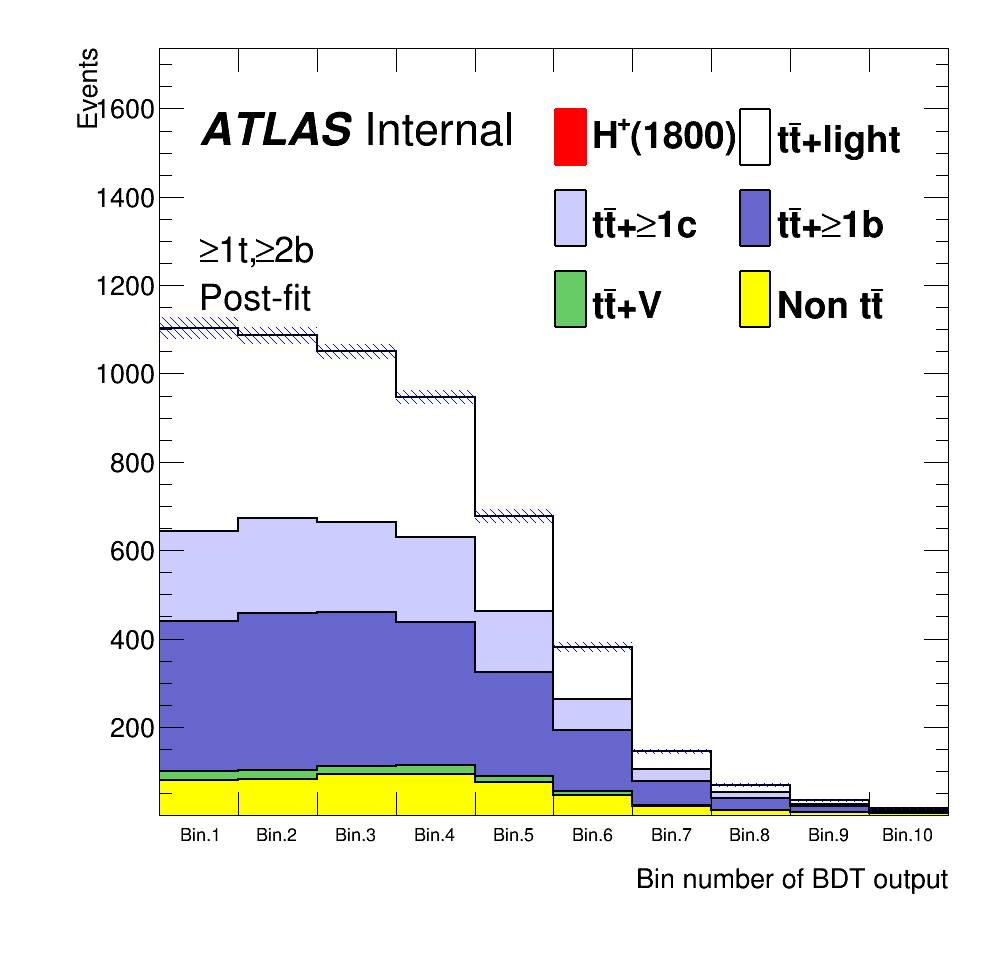 Events
1600
1400
1200
1000
800
600
400
200
ATLAS Internal
≥1t,≥2b
Post-fit
H⁺(1800)
tt̄+light
tt̄+≥1c
tt̄+≥1b
tt̄+V
Non tt̄
Bin.1 Bin.2 Bin.3 Bin.4 Bin.5 Bin.6 Bin.7 Bin.8 Bin.9 Bin.10
Bin number of BDT output